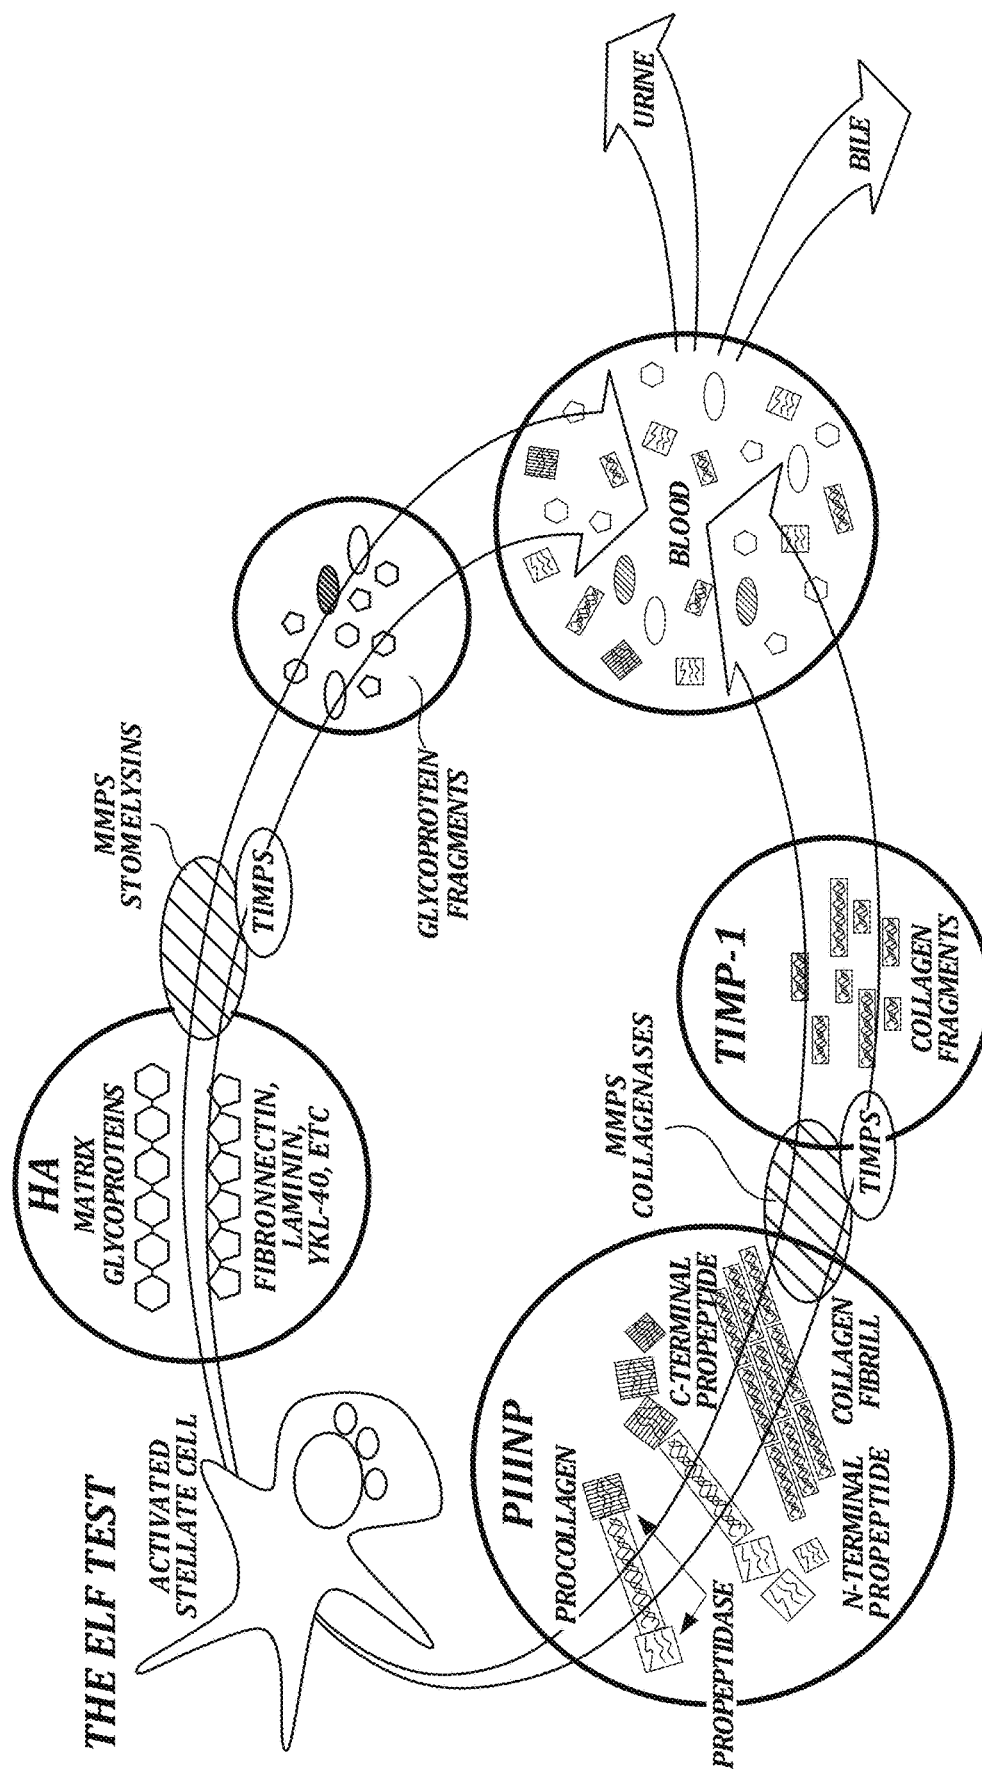 THE ELF TEST
ACTIVATED
STELLATE CELL
HA
MATRIX
GLYCOPROTEINS
FIBRONNECTIN,
LAMININ,
YKL-40, ETC
MMPS
STOMELYSINS
TIMPS
GLYCOPROTEIN
FRAGMENTS
PIIINP
PROCOLLAGEN
PROPEPTIDASE
C-TERMINAL
PROPEPTIDE
N-TERMINAL
PROPEPTIDE
COLLAGEN
FIBRILL
MMPS
COLLAGENASES
TIMPS
TIMP-1
COLLAGEN
FRAGMENTS
BLOOD
URINE
BILE